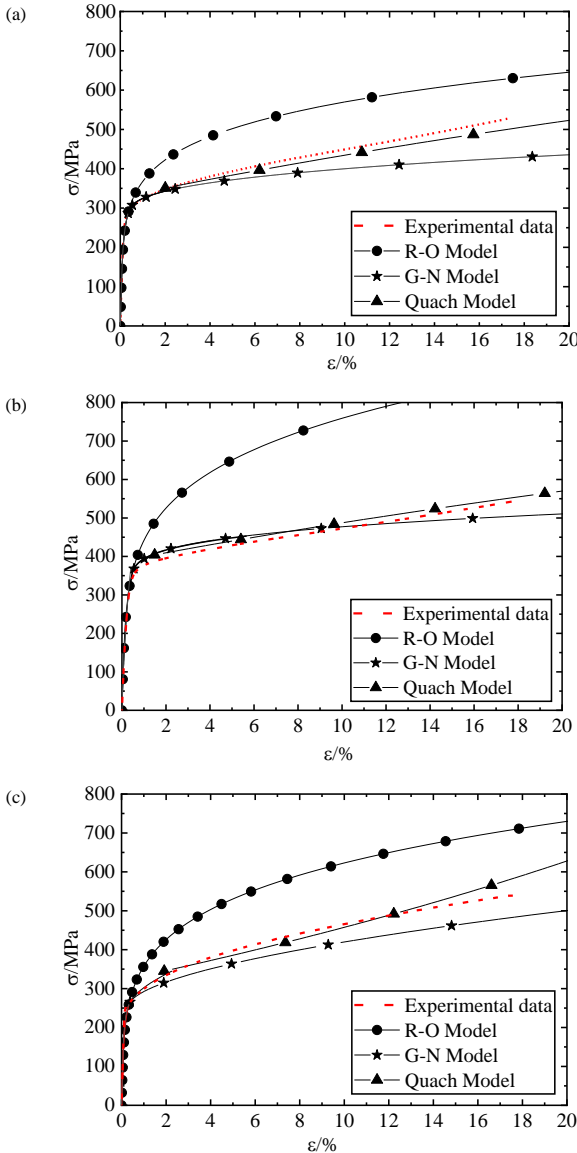 (a)
800
700
600
500
400
300
200
100
0
σ/MPa
0 2 4 6 8 10 12 14 16 18 20
ε/%
Experimental data
R-O Model
G-N Model
Quach Model
(b)
800
700
600
500
400
300
200
100
0
σ/MPa
0 2 4 6 8 10 12 14 16 18 20
ε/%
Experimental data
R-O Model
G-N Model
Quach Model
(c)
800
700
600
500
400
300
200
100
0
σ/MPa
0 2 4 6 8 10 12 14 16 18 20
ε/%
Experimental data
R-O Model
G-N Model
Quach Model